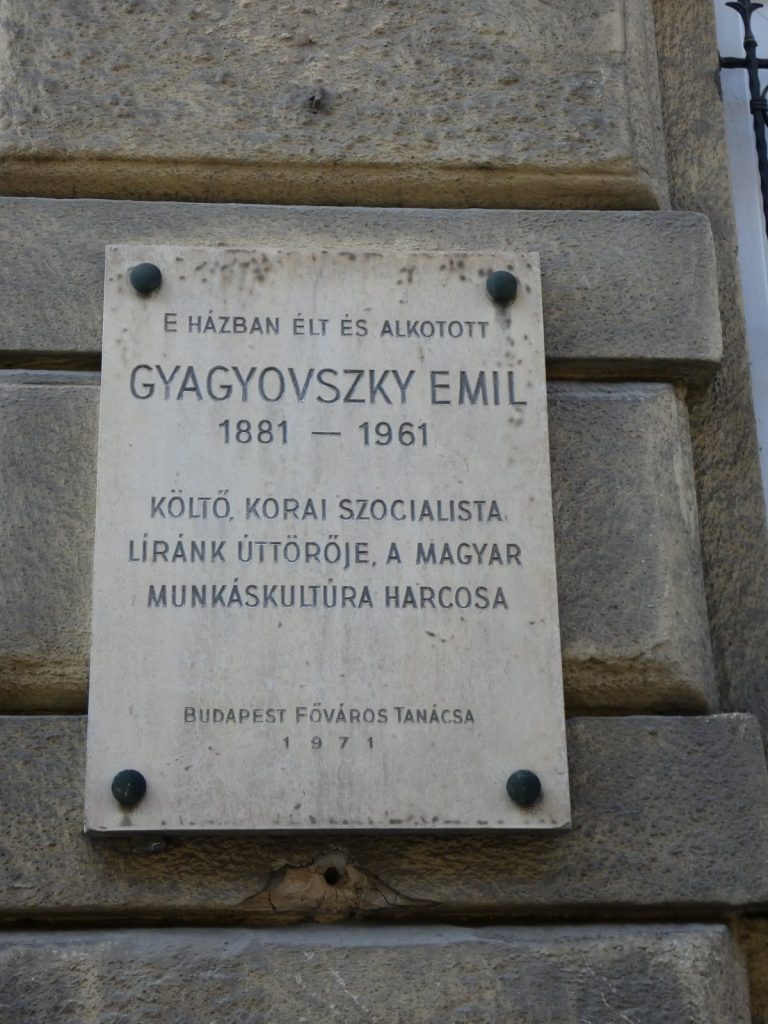 E HÁZBAN ÉLT ÉS ALKOTOTT
GYAGYOVSZKY EMIL
1881 — 1961
KÖLTŐ, KORAI SZOCIALISTA
LÍRÁNK ÚTTÖRŐJE, A MAGYAR
MUNKÁSKULTÚRA HARCOSA
BUDAPEST FŐVÁROS TANÁCSA
1971